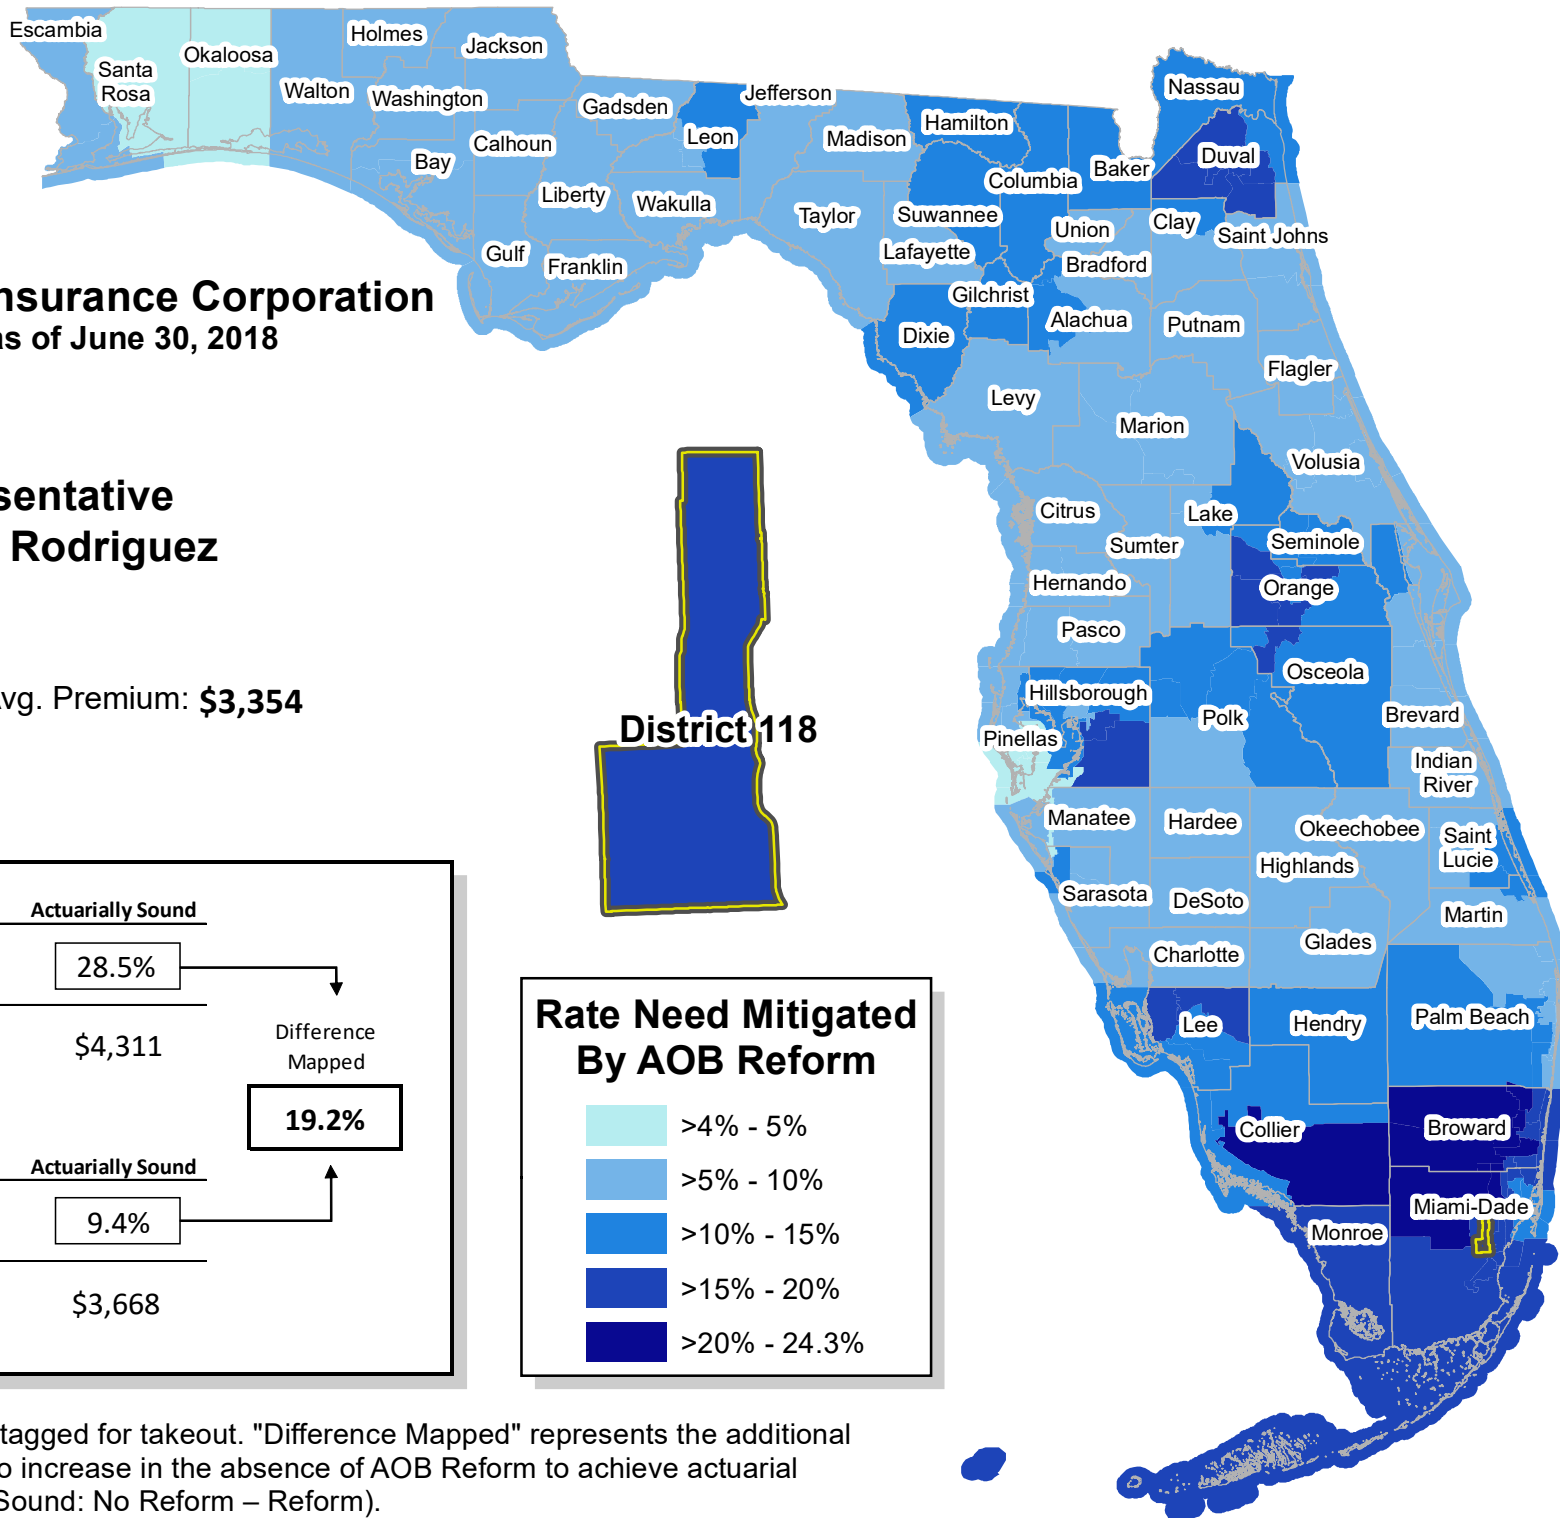 nsurance Corporation
as of June 30, 2018
sentative
Rodriguez
vg. Premium: $3,354
Actuarially Sound
28.5%
$4,311
Difference
Mapped
19.2%
Actuarially Sound
9.4%
$3,668
tagged for takeout. "Difference Mapped" represents the additional
o increase in the absence of AOB Reform to achieve actuarial
Sound: No Reform – Reform).
District 118
Rate Need Mitigated
By AOB Reform
>4% - 5%
>5% - 10%
>10% - 15%
>15% - 20%
>20% - 24.3%
Escambia
Santa
Rosa
Okaloosa
Walton
Holmes
Washington
Jackson
Bay
Calhoun
Gulf
Liberty
Franklin
Gadsden
Wakulla
Leon
Jefferson
Madison
Taylor
Hamilton
Suwannee
Lafayette
Columbia
Baker
Nassau
Duval
Union
Clay
Saint Johns
Bradford
Gilchrist
Dixie
Alachua
Putnam
Flagler
Levy
Marion
Volusia
Citrus
Lake
Sumter
Seminole
Hernando
Orange
Pasco
Osceola
Hillsborough
Polk
Pinellas
Brevard
Indian
River
Manatee
Hardee
Okeechobee
Saint
Lucie
Highlands
Sarasota
DeSoto
Martin
Glades
Charlotte
Lee
Hendry
Palm Beach
Collier
Broward
Miami-Dade
Monroe